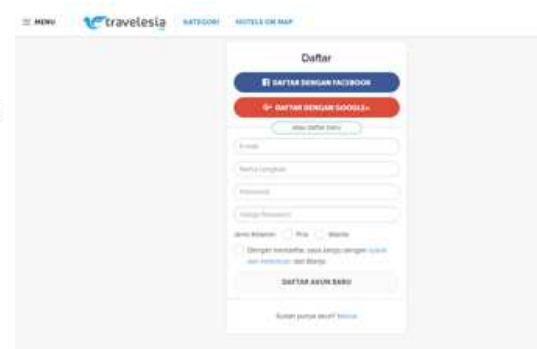 MENU
travelesia
KATEGORI
HOTELS ON MAP
Daftar
DAFTAR DENGAN FACEBOOK
G+ DAFTAR DENGAN GOOGLE+
atau daftar baru
E-mail
Nama Lengkap
Password
Ulangi Password
Jenis Kelamin Pria Wanita
Dengan mendaftar, saya setuju dengan syarat
dan ketentuan dari
DAFTAR AKUN BARU
Sudah punya akun? Masuk